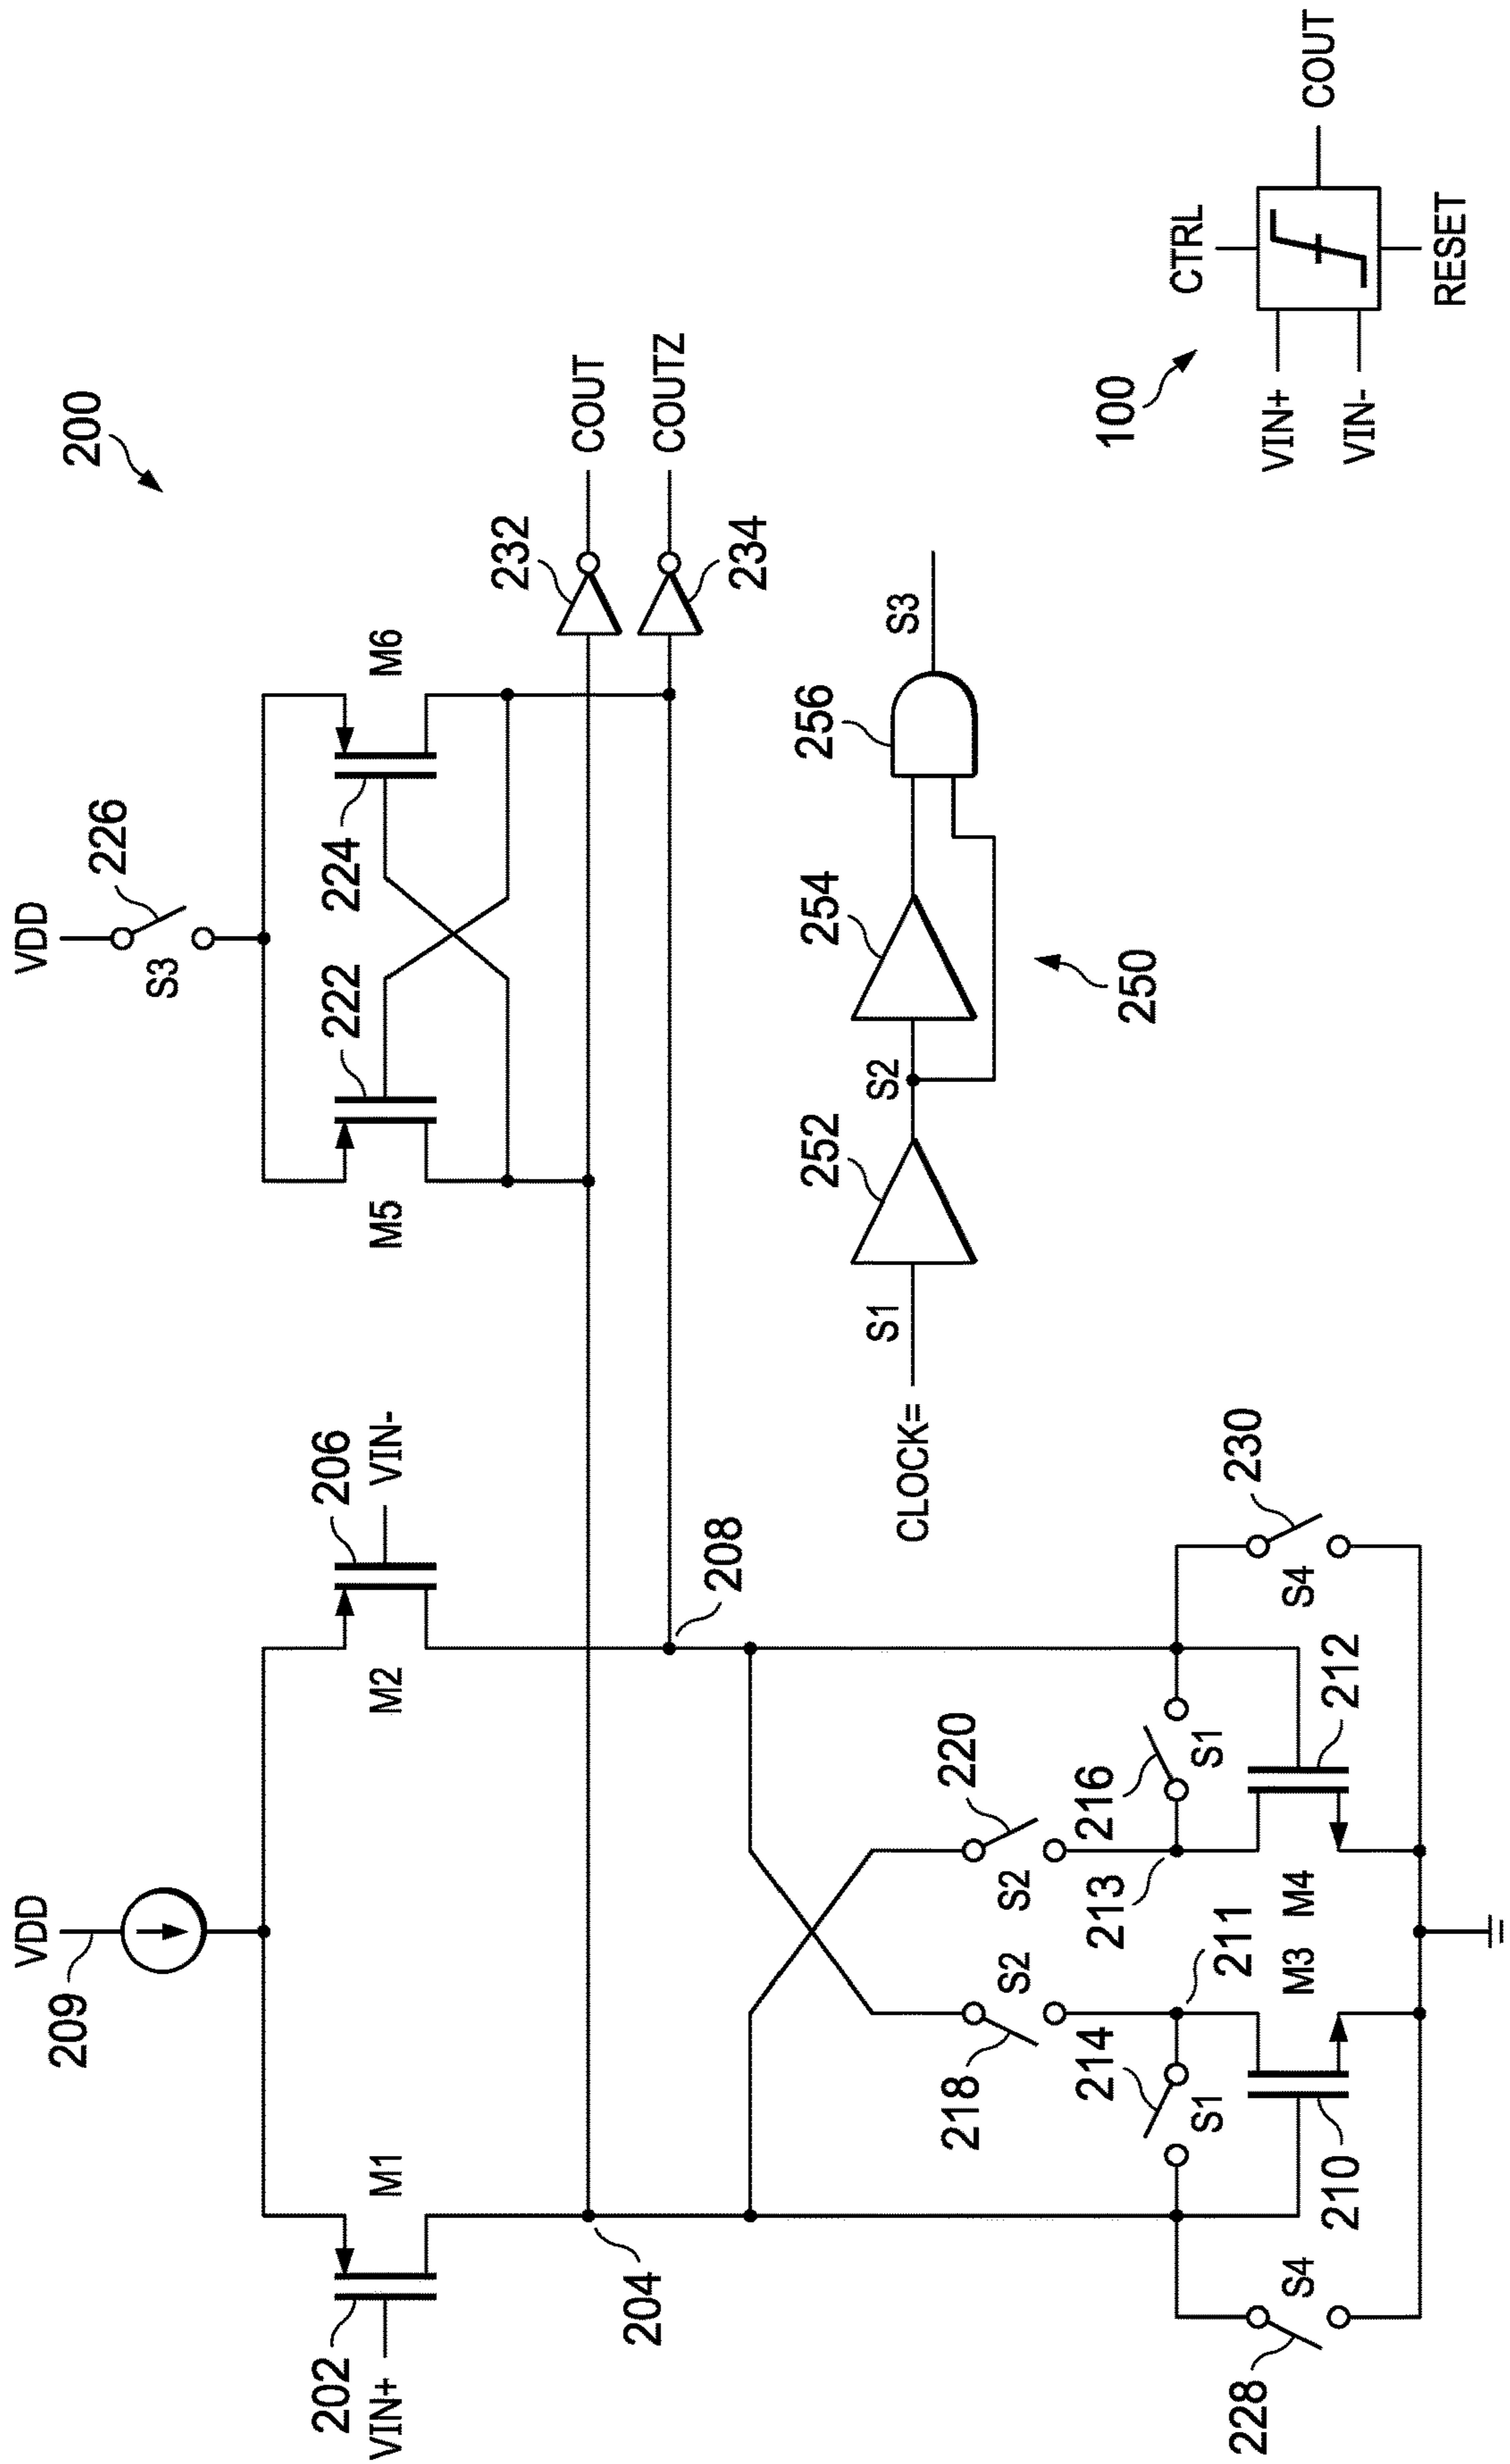 200
VDD
209
VDD
S3
226
202
VIN+
M1
M2
206
VIN-
M5
222
224
M6
204
208
232
COUT
234
COUTZ
218
S2
S2
220
214
S1
211
213
216
S1
228
S4
210
M3
M4
212
S4
230
CLOCK=
S1
252
S2
254
256
S3
250
100
VIN+
VIN-
CTRL
RESET
COUT